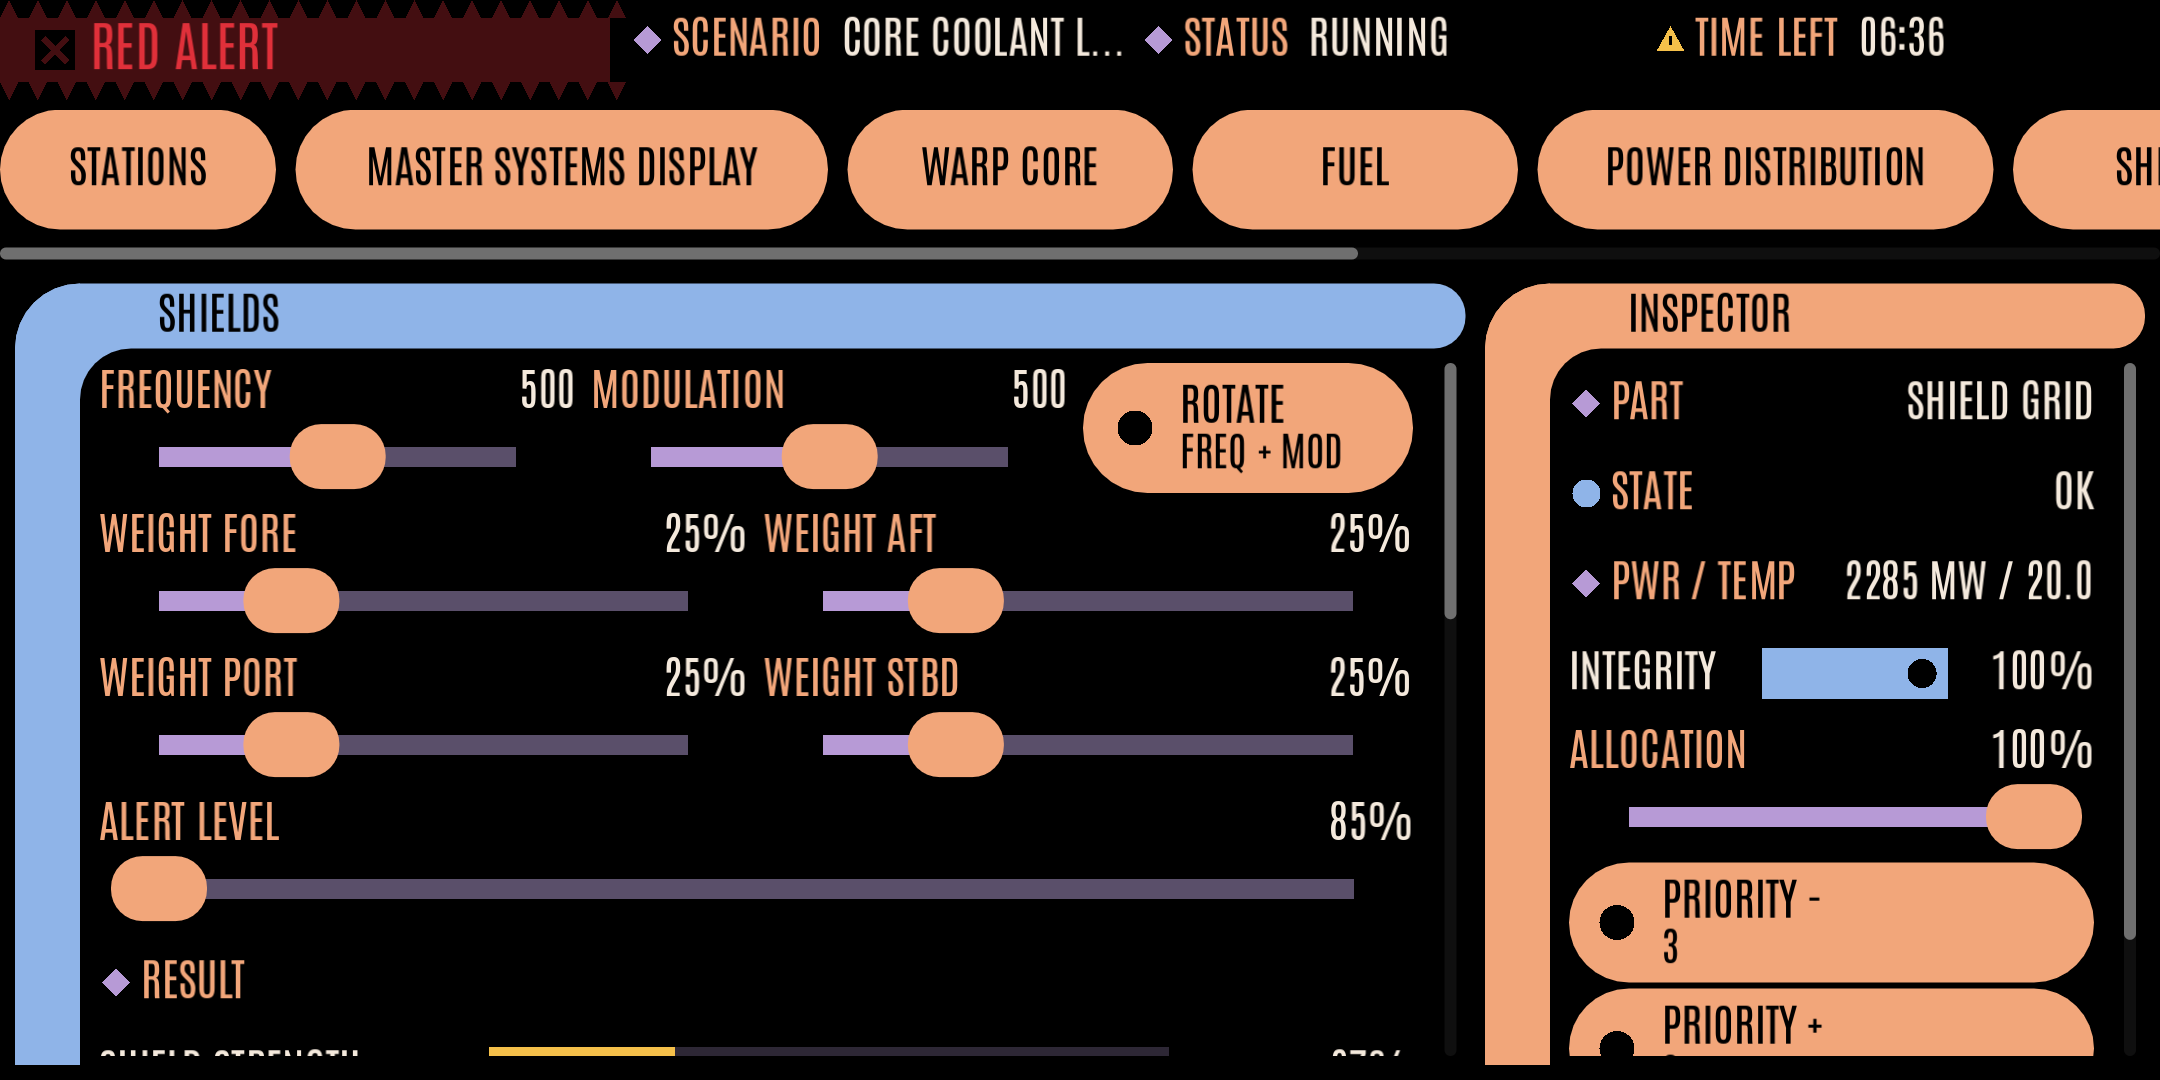 RED ALERT
SCENARIO CORE COOLANT L...
STATUS RUNNING
TIME LEFT 06:36
STATIONS
MASTER SYSTEMS DISPLAY
WARP CORE
FUEL
POWER DISTRIBUTION
SHIELDS
FREQUENCY 500
MODULATION 500
ROTATE
FREQ + MOD
WEIGHT FORE 25%
WEIGHT AFT 25%
WEIGHT PORT 25%
WEIGHT STBD 25%
ALERT LEVEL 85%
RESULT
SHIELD STRENGTH
INSPECTOR
PART SHIELD GRID
STATE OK
PWR / TEMP 2285 MW / 20.0
INTEGRITY 100%
ALLOCATION 100%
PRIORITY -
3
PRIORITY +